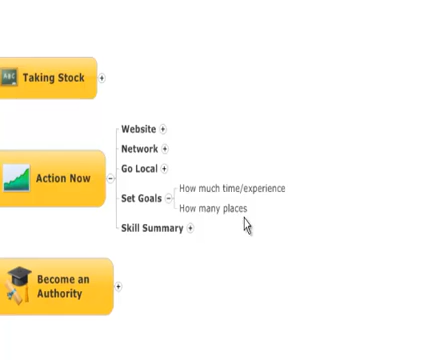 Taking Stock
Website
Network
Go Local
Action Now
Set Goals
How much time/experience
How many places
Skill Summary
Become an
Authority